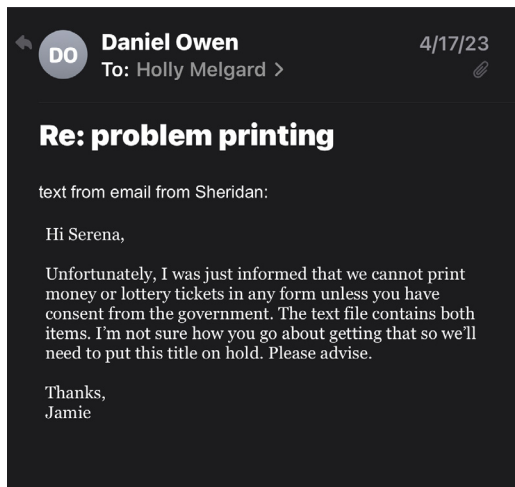 DO
Daniel Owen
4/17/23
To: Holly Melgard >
Re: problem printing
text from email from Sheridan:
Hi Serena,
Unfortunately, I was just informed that we cannot print
money or lottery tickets in any form unless you have
consent from the government. The text file contains both
items. I’m not sure how you go about getting that so we’ll
need to put this title on hold. Please advise.
Thanks,
Jamie